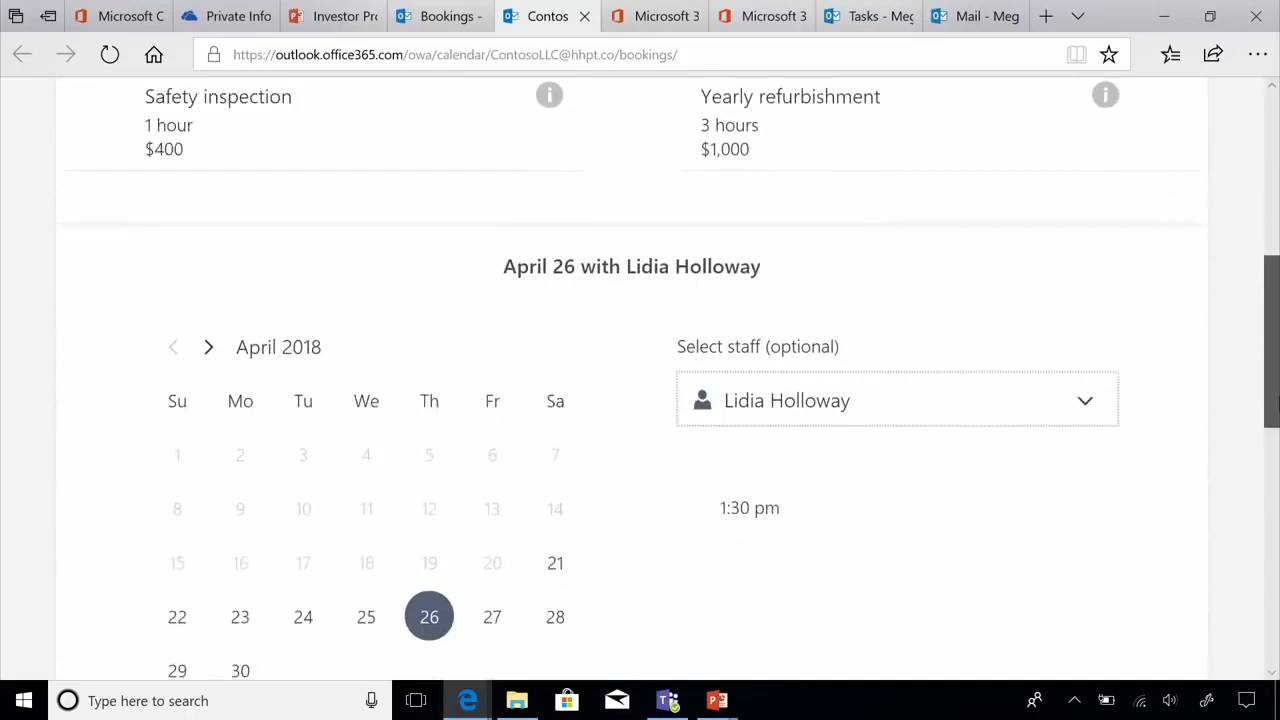 Microsoft C
Private Info
Investor Pr
Bookings -
Contos
Microsoft 3
Microsoft 3
Tasks - Meg
Mail - Meg
https://outlook.office365.com/owa/calendar/ContosoLLC@hhpt.co/bookings/
Safety inspection
1 hour
$400
Yearly refurbishment
3 hours
$1,000
April 26 with Lidia Holloway
April 2018
Su Mo Tu We Th Fr Sa
1 2 3 4 5 6 7
8 9 10 11 12 13 14
15 16 17 18 19 20 21
22 23 24 25 26 27 28
29 30
Select staff (optional)
Lidia Holloway
1:30 pm
Type here to search